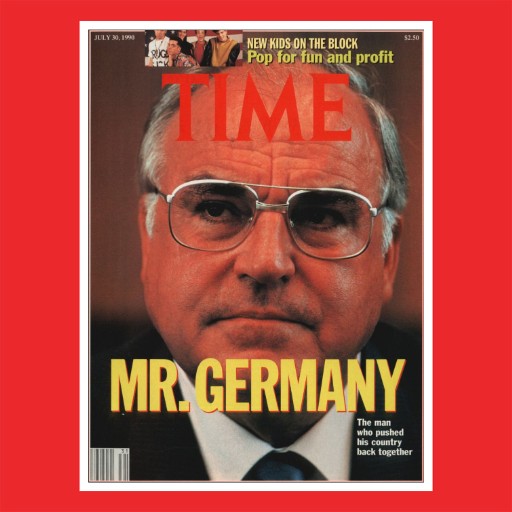 JULY 30, 1990
NEW KIDS ON THE BLOCK
$2.50
Pop for fun and profit
TIME
MR. GERMANY
The man
who pushed
his country
back together